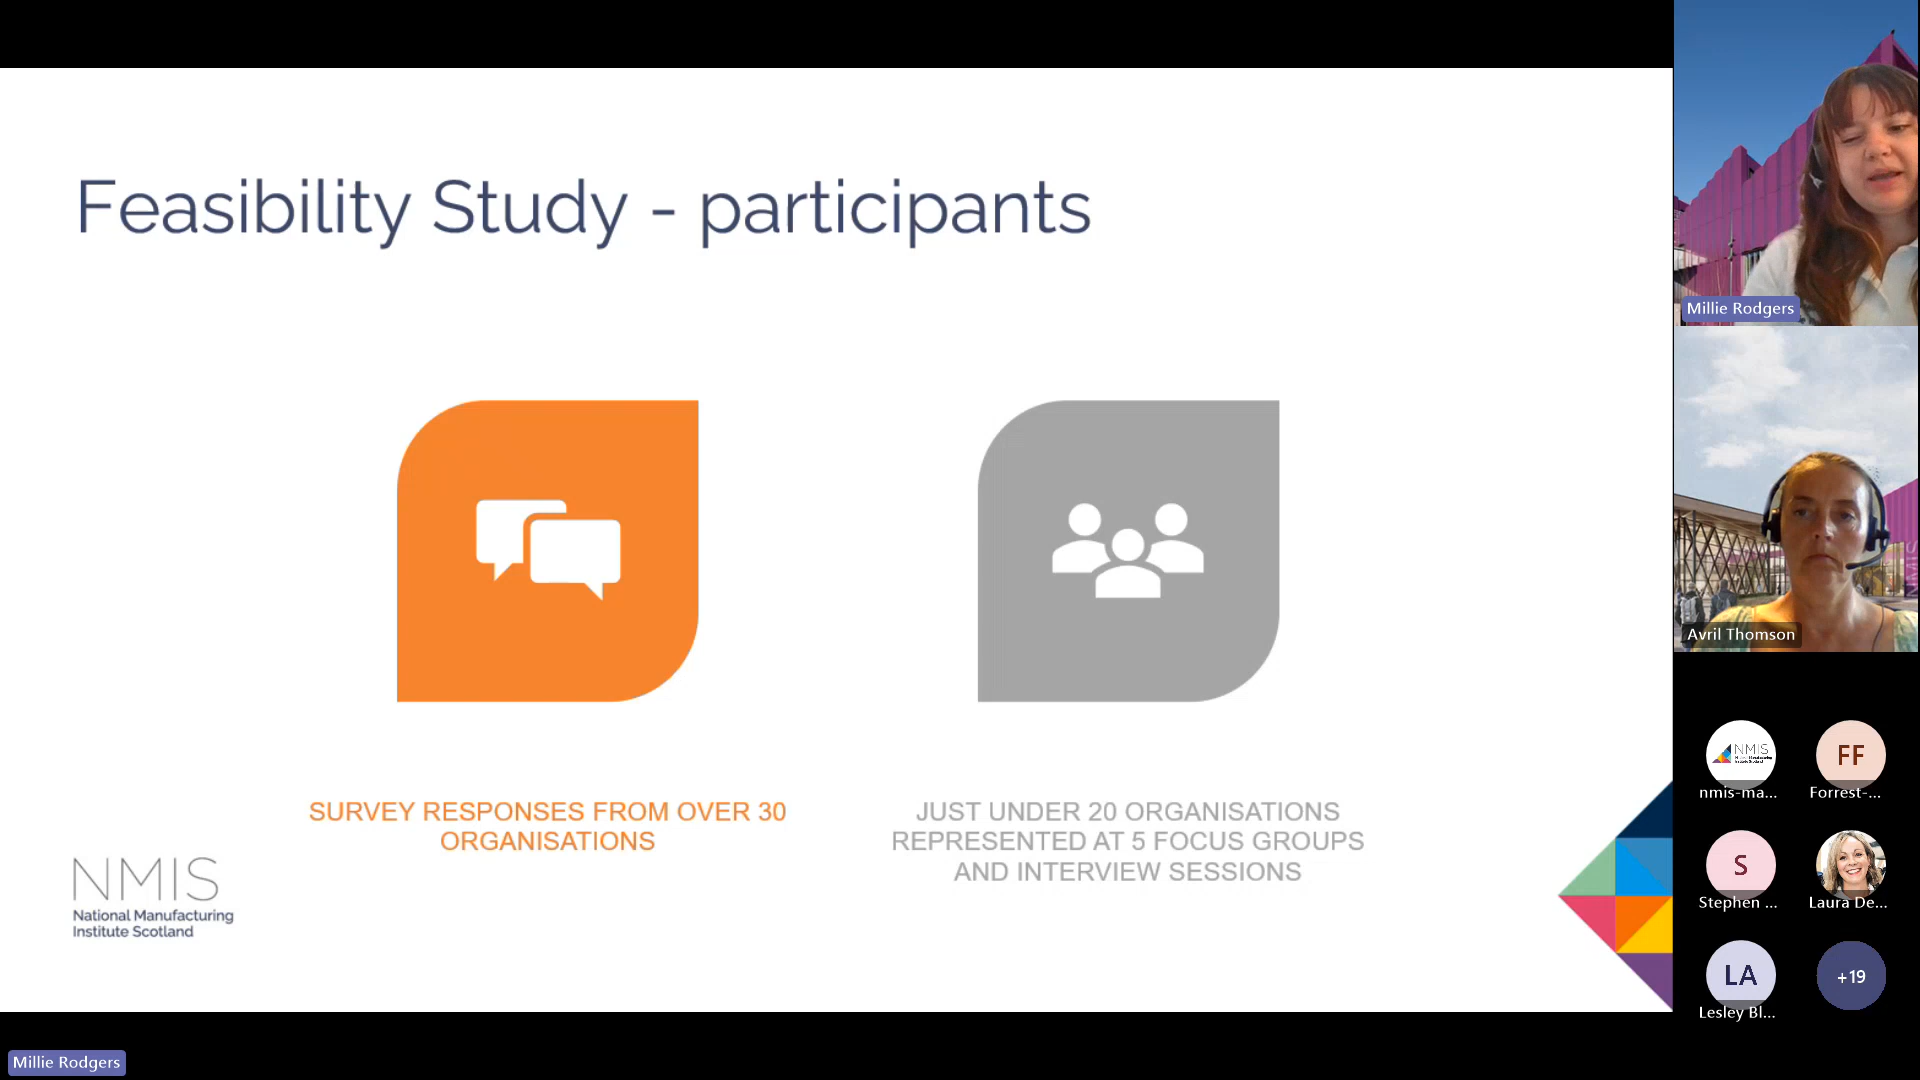 Feasibility Study - participants
SURVEY RESPONSES FROM OVER 30
ORGANISATIONS
JUST UNDER 20 ORGANISATIONS
REPRESENTED AT 5 FOCUS GROUPS
AND INTERVIEW SESSIONS
NMIS
National Manufacturing
Institute Scotland
Millie Rodgers
Avril Thomson
NMIS
nmis-ma...
FF
Forrest-...
S
Stephen ...
Laura De...
LA
Lesley Bl...
+19
Millie Rodgers